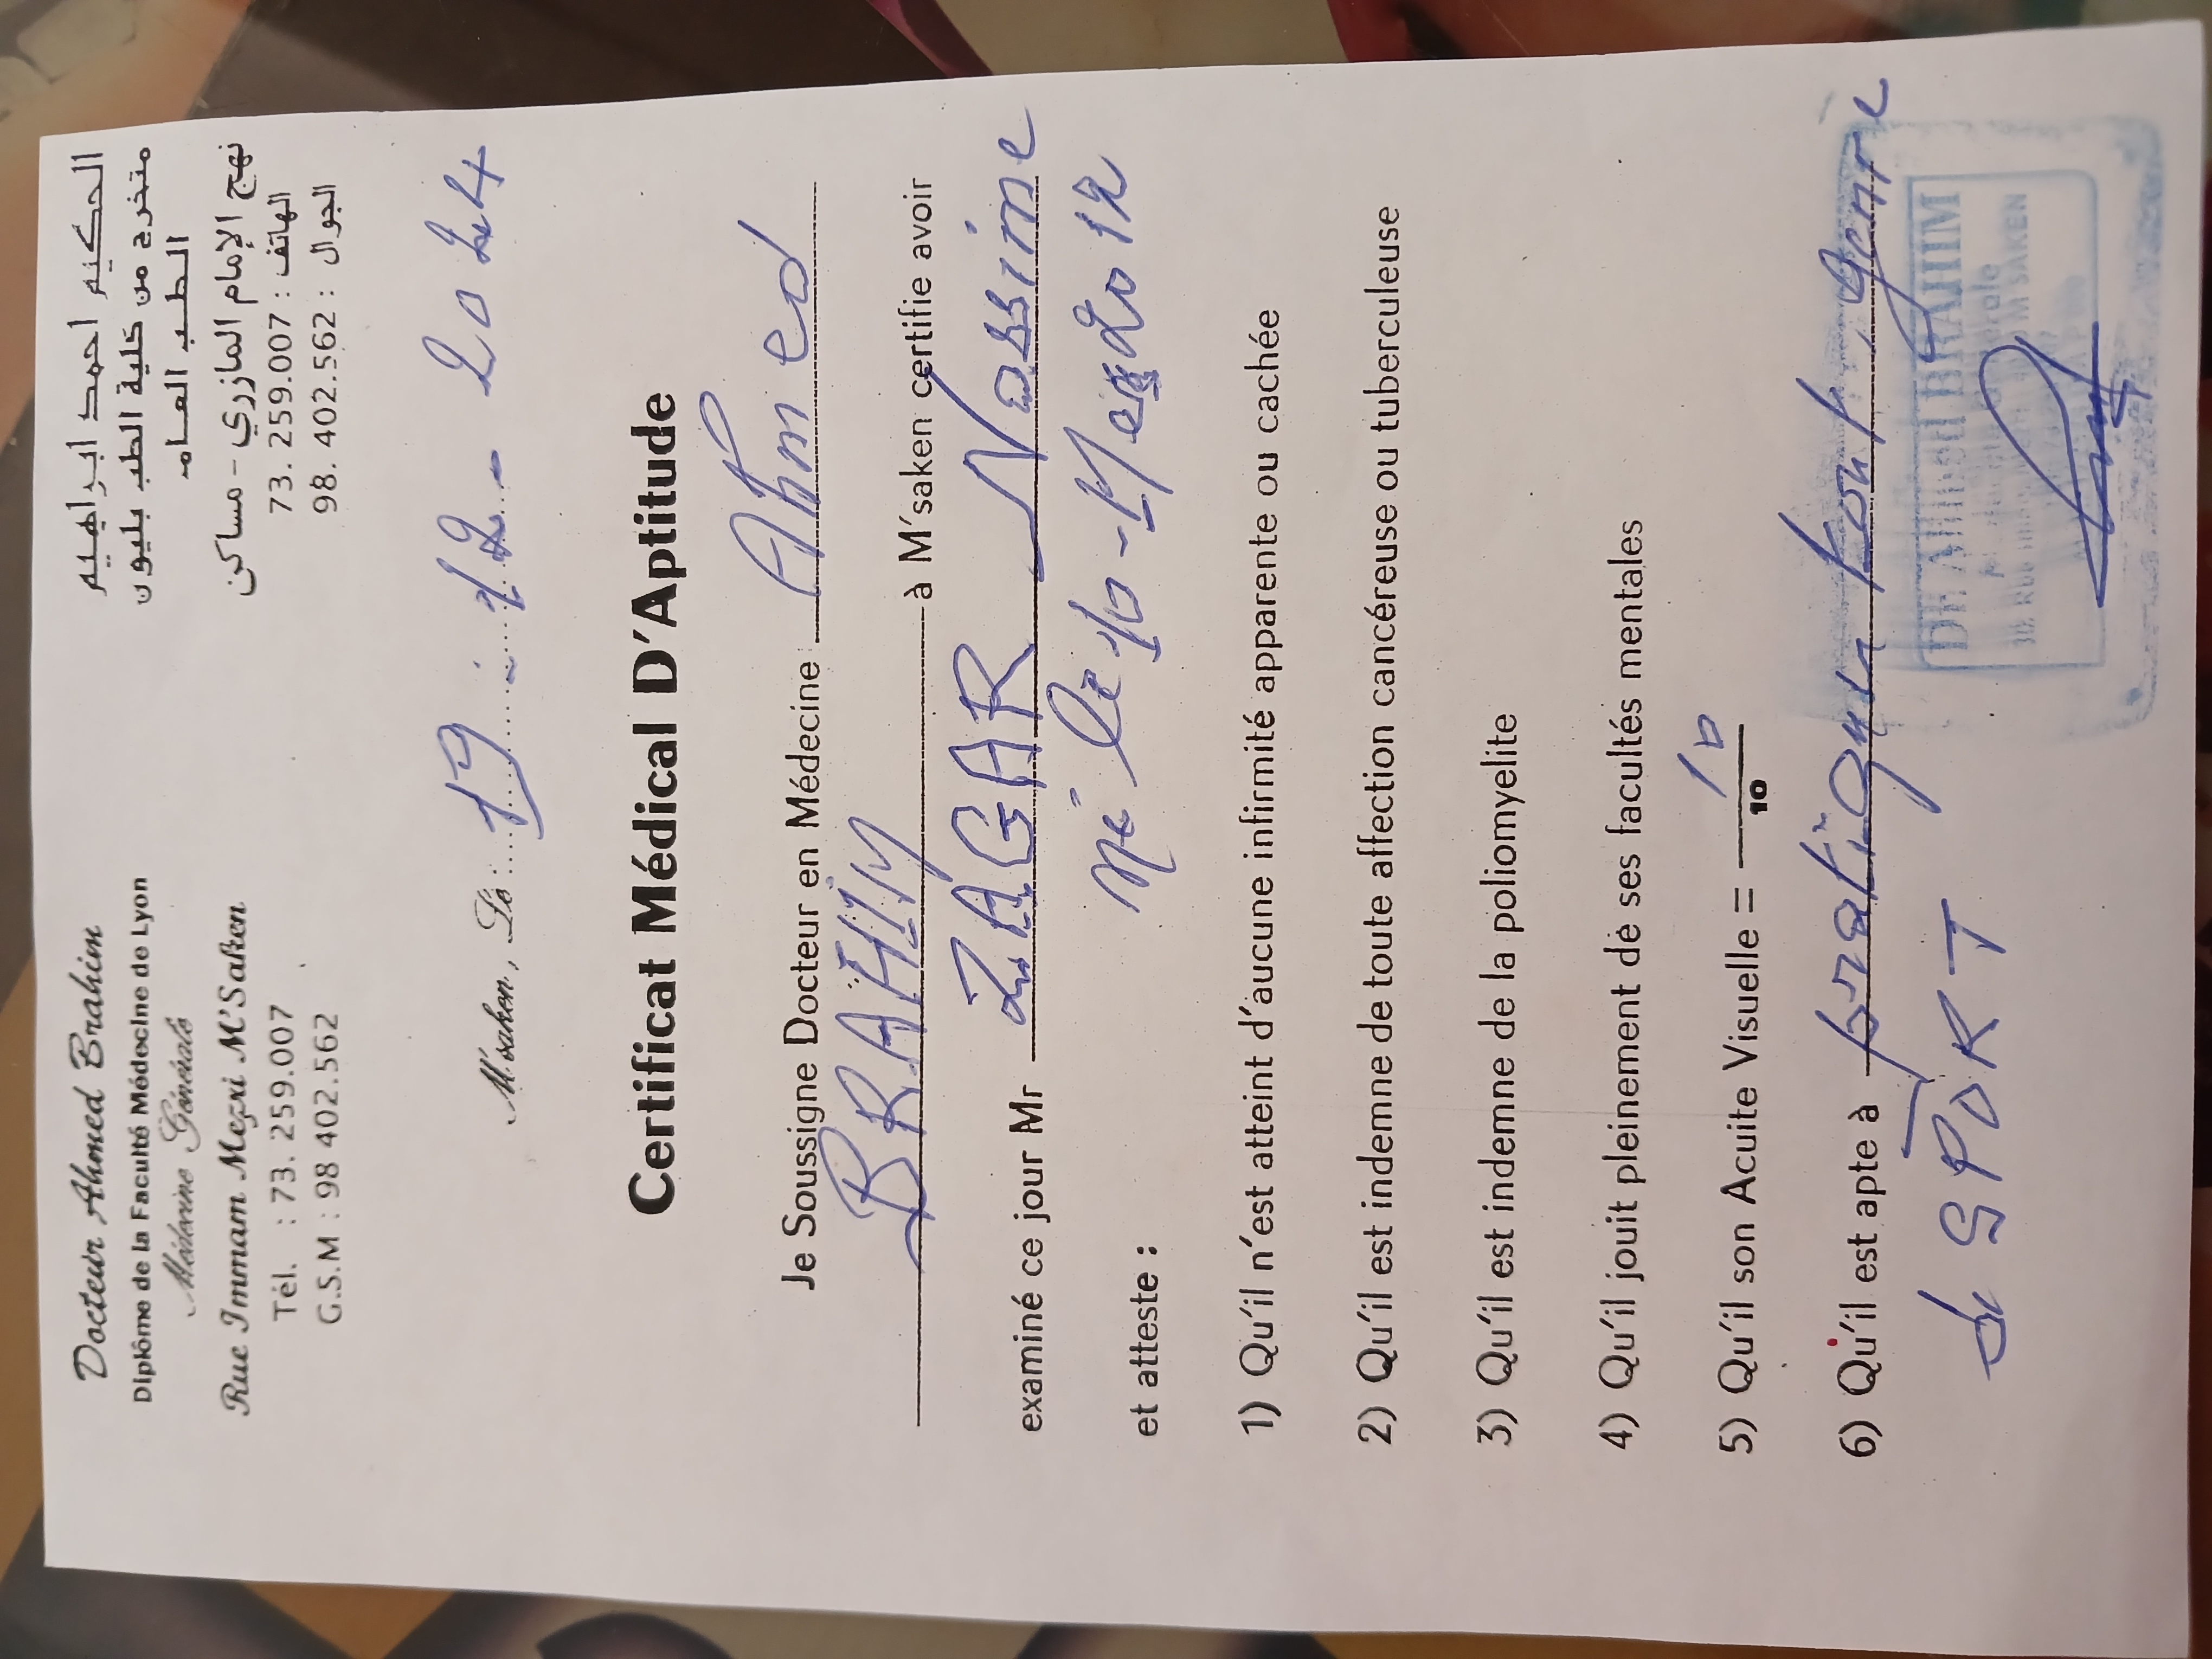 Docteur Ahmed Brahim
Diplôme de la Faculté Médecine de Lyon
Médecine Générale
Rue Immam Mezri M'Saken
Tél. : 73. 259.007
G.S.M : 98 402.562
الحكيم احمد ابراهيم
متخرج من كلية الطب بليون
الطب العام
نهج الإمام المازري - مساكن
الهاتف : 73. 259.007
الجوال : 98. 402.562
M'saken, Le : 19 - 12 - 2024
Certificat Médical D'Aptitude
Je Soussigne Docteur en Médecine : Ahmed
BRAHIM à M'saken certifie avoir
examiné ce jour Mr ZAGAR Nassime
et atteste : né le 10 - 2012
1) Qu'il n'est atteint d'aucune infirmité apparente ou cachée
2) Qu'il est indemne de toute affection cancéreuse ou tuberculeuse
3) Qu'il est indemne de la poliomyelite
4) Qu'il jouit pleinement de ses facultés mentales
5) Qu'il son Acuite Visuelle = 10/10
6) Qu'il est apte à pratiquer tout genre
de SPORT
Dr Ahmed BRAHIM
M'SAKEN